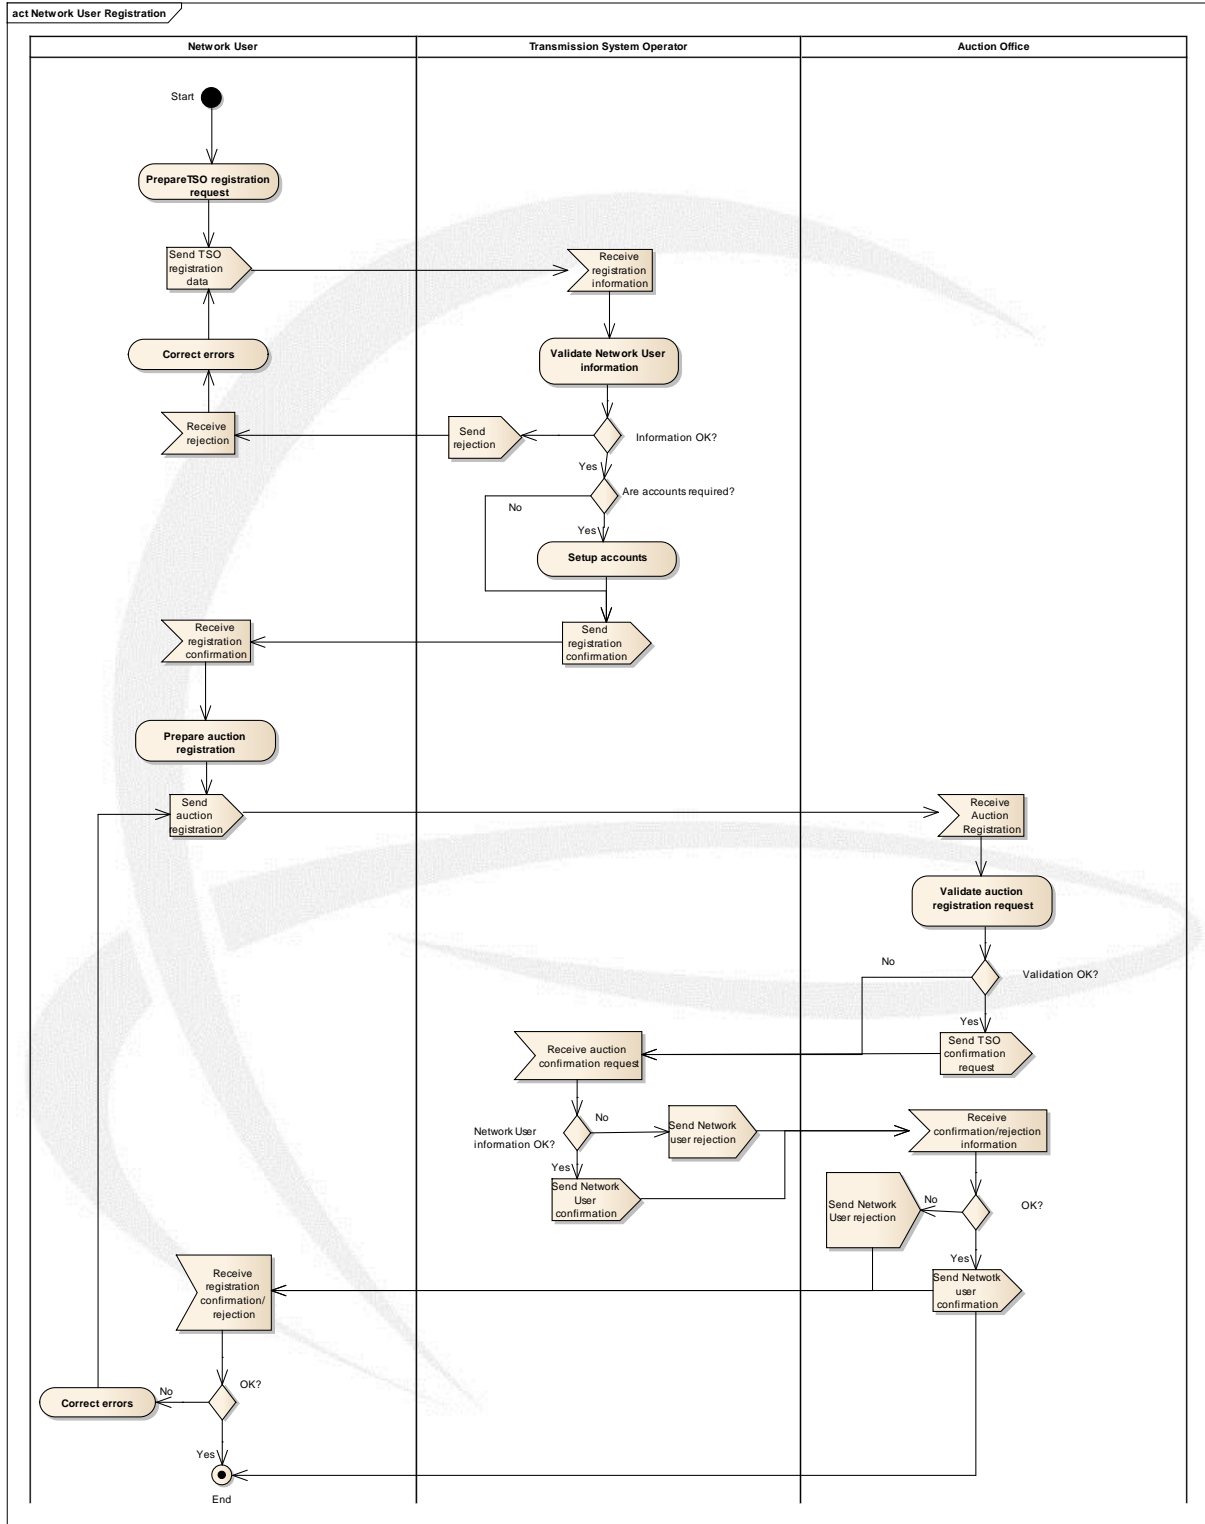 act Network User Registration
Network User
Transmission System Operator
Auction Office
Start
PrepareTSO registration
request
Send TSO
registration
data
Receive
registration
information
Correct errors
Validate Network User
information
Receive
rejection
Send
rejection
Information OK?
Yes
Are accounts required?
No
Yes
Setup accounts
Receive
registration
confirmation
Send
registration
confirmation
Prepare auction
registration
Send
auction
registration
Receive
Auction
Registration
Validate auction
registration request
No
Validation OK?
Yes
Send TSO
confirmation
request
Receive auction
confirmation request
Network User
information OK?
No
Send Network
user rejection
Receive
confirmation/rejection
information
Yes
Send Network
User
confirmation
Send Network
User rejection
No
OK?
Yes
Send Netwotk
user
confirmation
Receive
registration
confirmation/
rejection
OK?
No
Correct errors
Yes
End